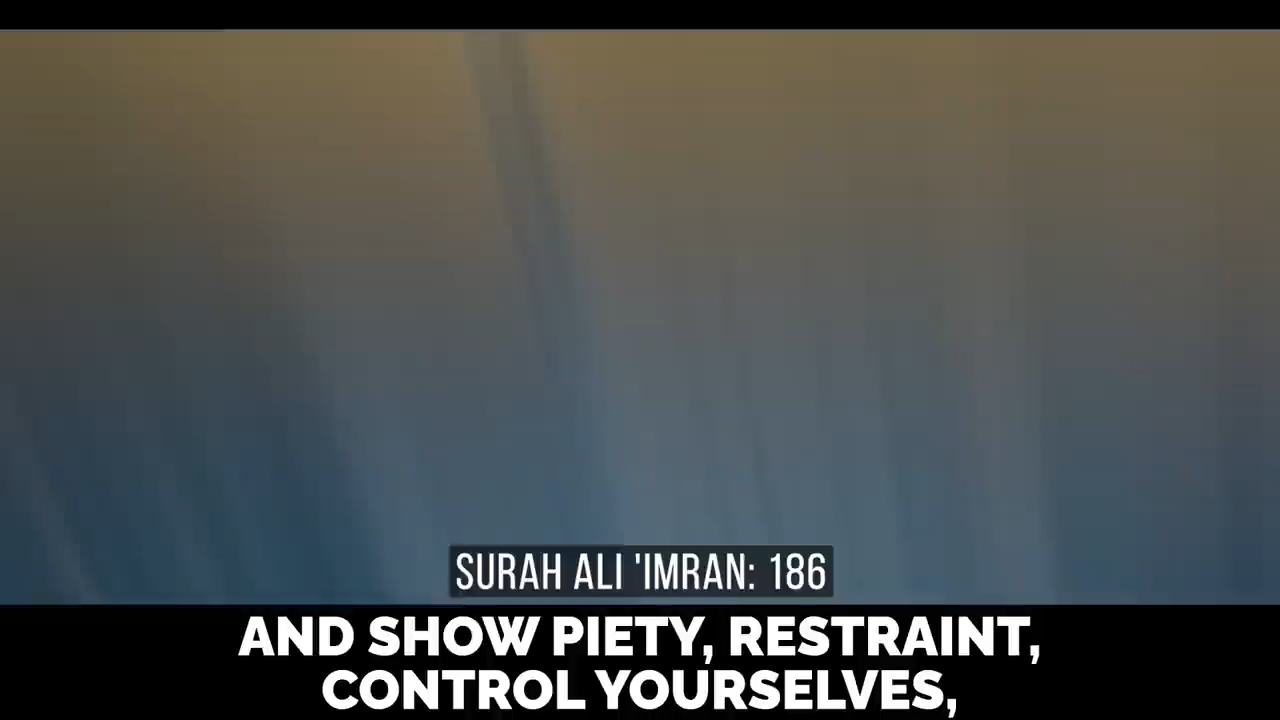 SURAH ALI 'IMRAN: 186
AND SHOW PIETY, RESTRAINT,
CONTROL YOURSELVES,